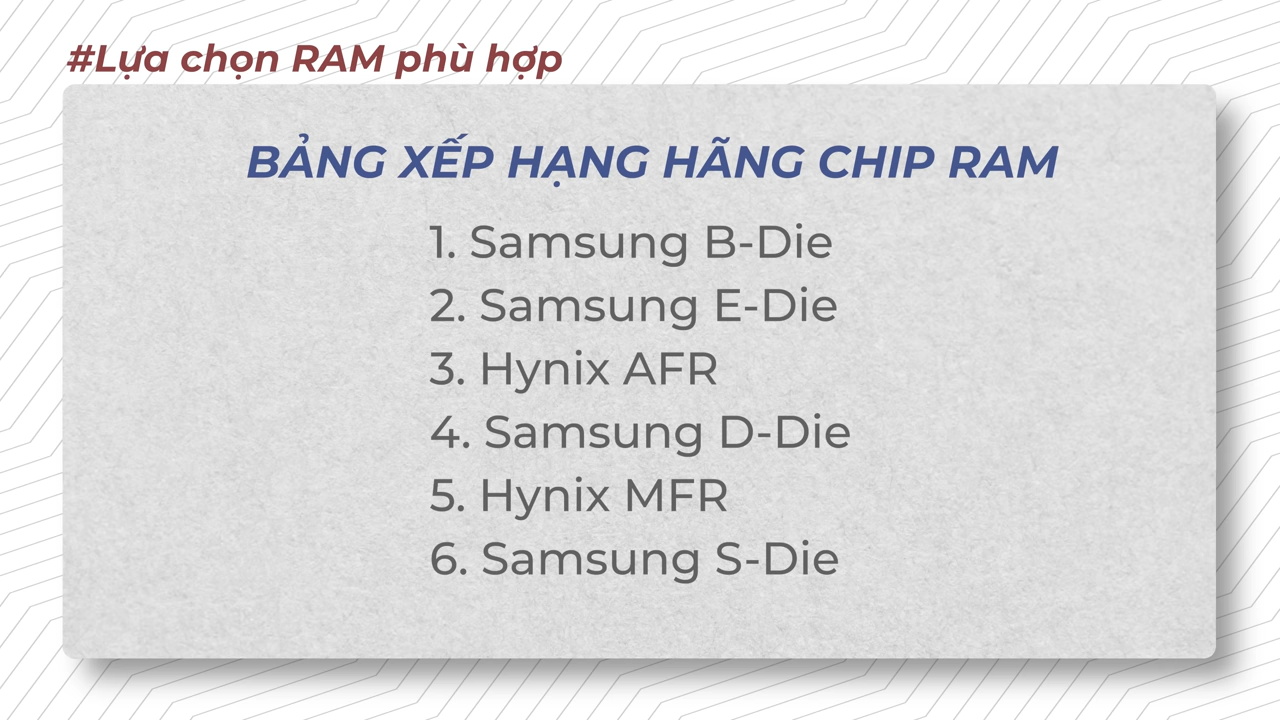 #Lựa chọn RAM phù hợp
BẢNG XẾP HẠNG HÃNG CHIP RAM
1. Samsung B-Die
2. Samsung E-Die
3. Hynix AFR
4. Samsung D-Die
5. Hynix MFR
6. Samsung S-Die